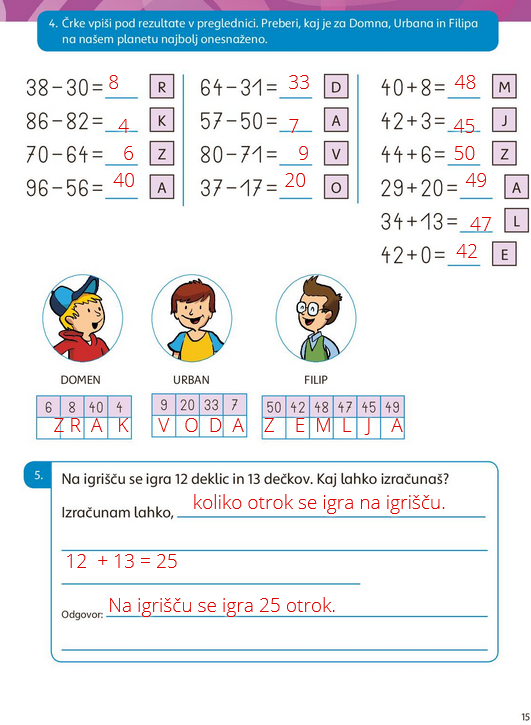 4. Črke vpiši pod rezultate v preglednici. Preberi, kaj je za Domna, Urbana in Filipa
na našem planetu najbolj onesnaženo.
38 – 30 = 8 R 64 – 31 = 33 D 40 + 8 = 48 M
86 – 82 = 4 K 57 – 50 = 7 A 42 + 3 = 45 J
70 – 64 = 6 Z 80 – 71 = 9 V 44 + 6 = 50 Z
96 – 56 = 40 A 37 – 17 = 20 O 29 + 20 = 49 A
34 + 13 = 47 L
42 + 0 = 42 E
DOMEN URBAN FILIP
6 8 40 4 9 20 33 7 50 42 48 47 45 49
Z R A K V O D A Z E M L J A
5. Na igrišču se igra 12 deklic in 13 dečkov. Kaj lahko izračunaš?
Izračunam lahko, koliko otrok se igra na igrišču.
12 + 13 = 25
Odgovor: Na igrišču se igra 25 otrok.
15